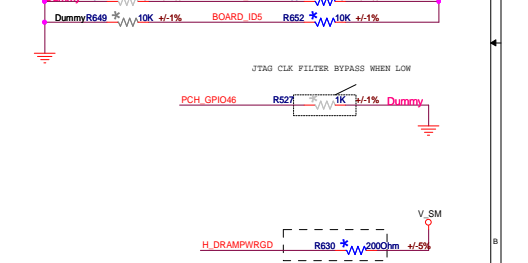 DummyR649 * 10K +/-1% BOARD_ID5 R652 * 10K +/-1%
JTAG CLK FILTER BYPASS WHEN LOW
PCH_GPIO46 R527 * 1K +/-1% Dummy
V_SM
H_DRAMPWRGD R630 * 200Ohm +/-5%
B